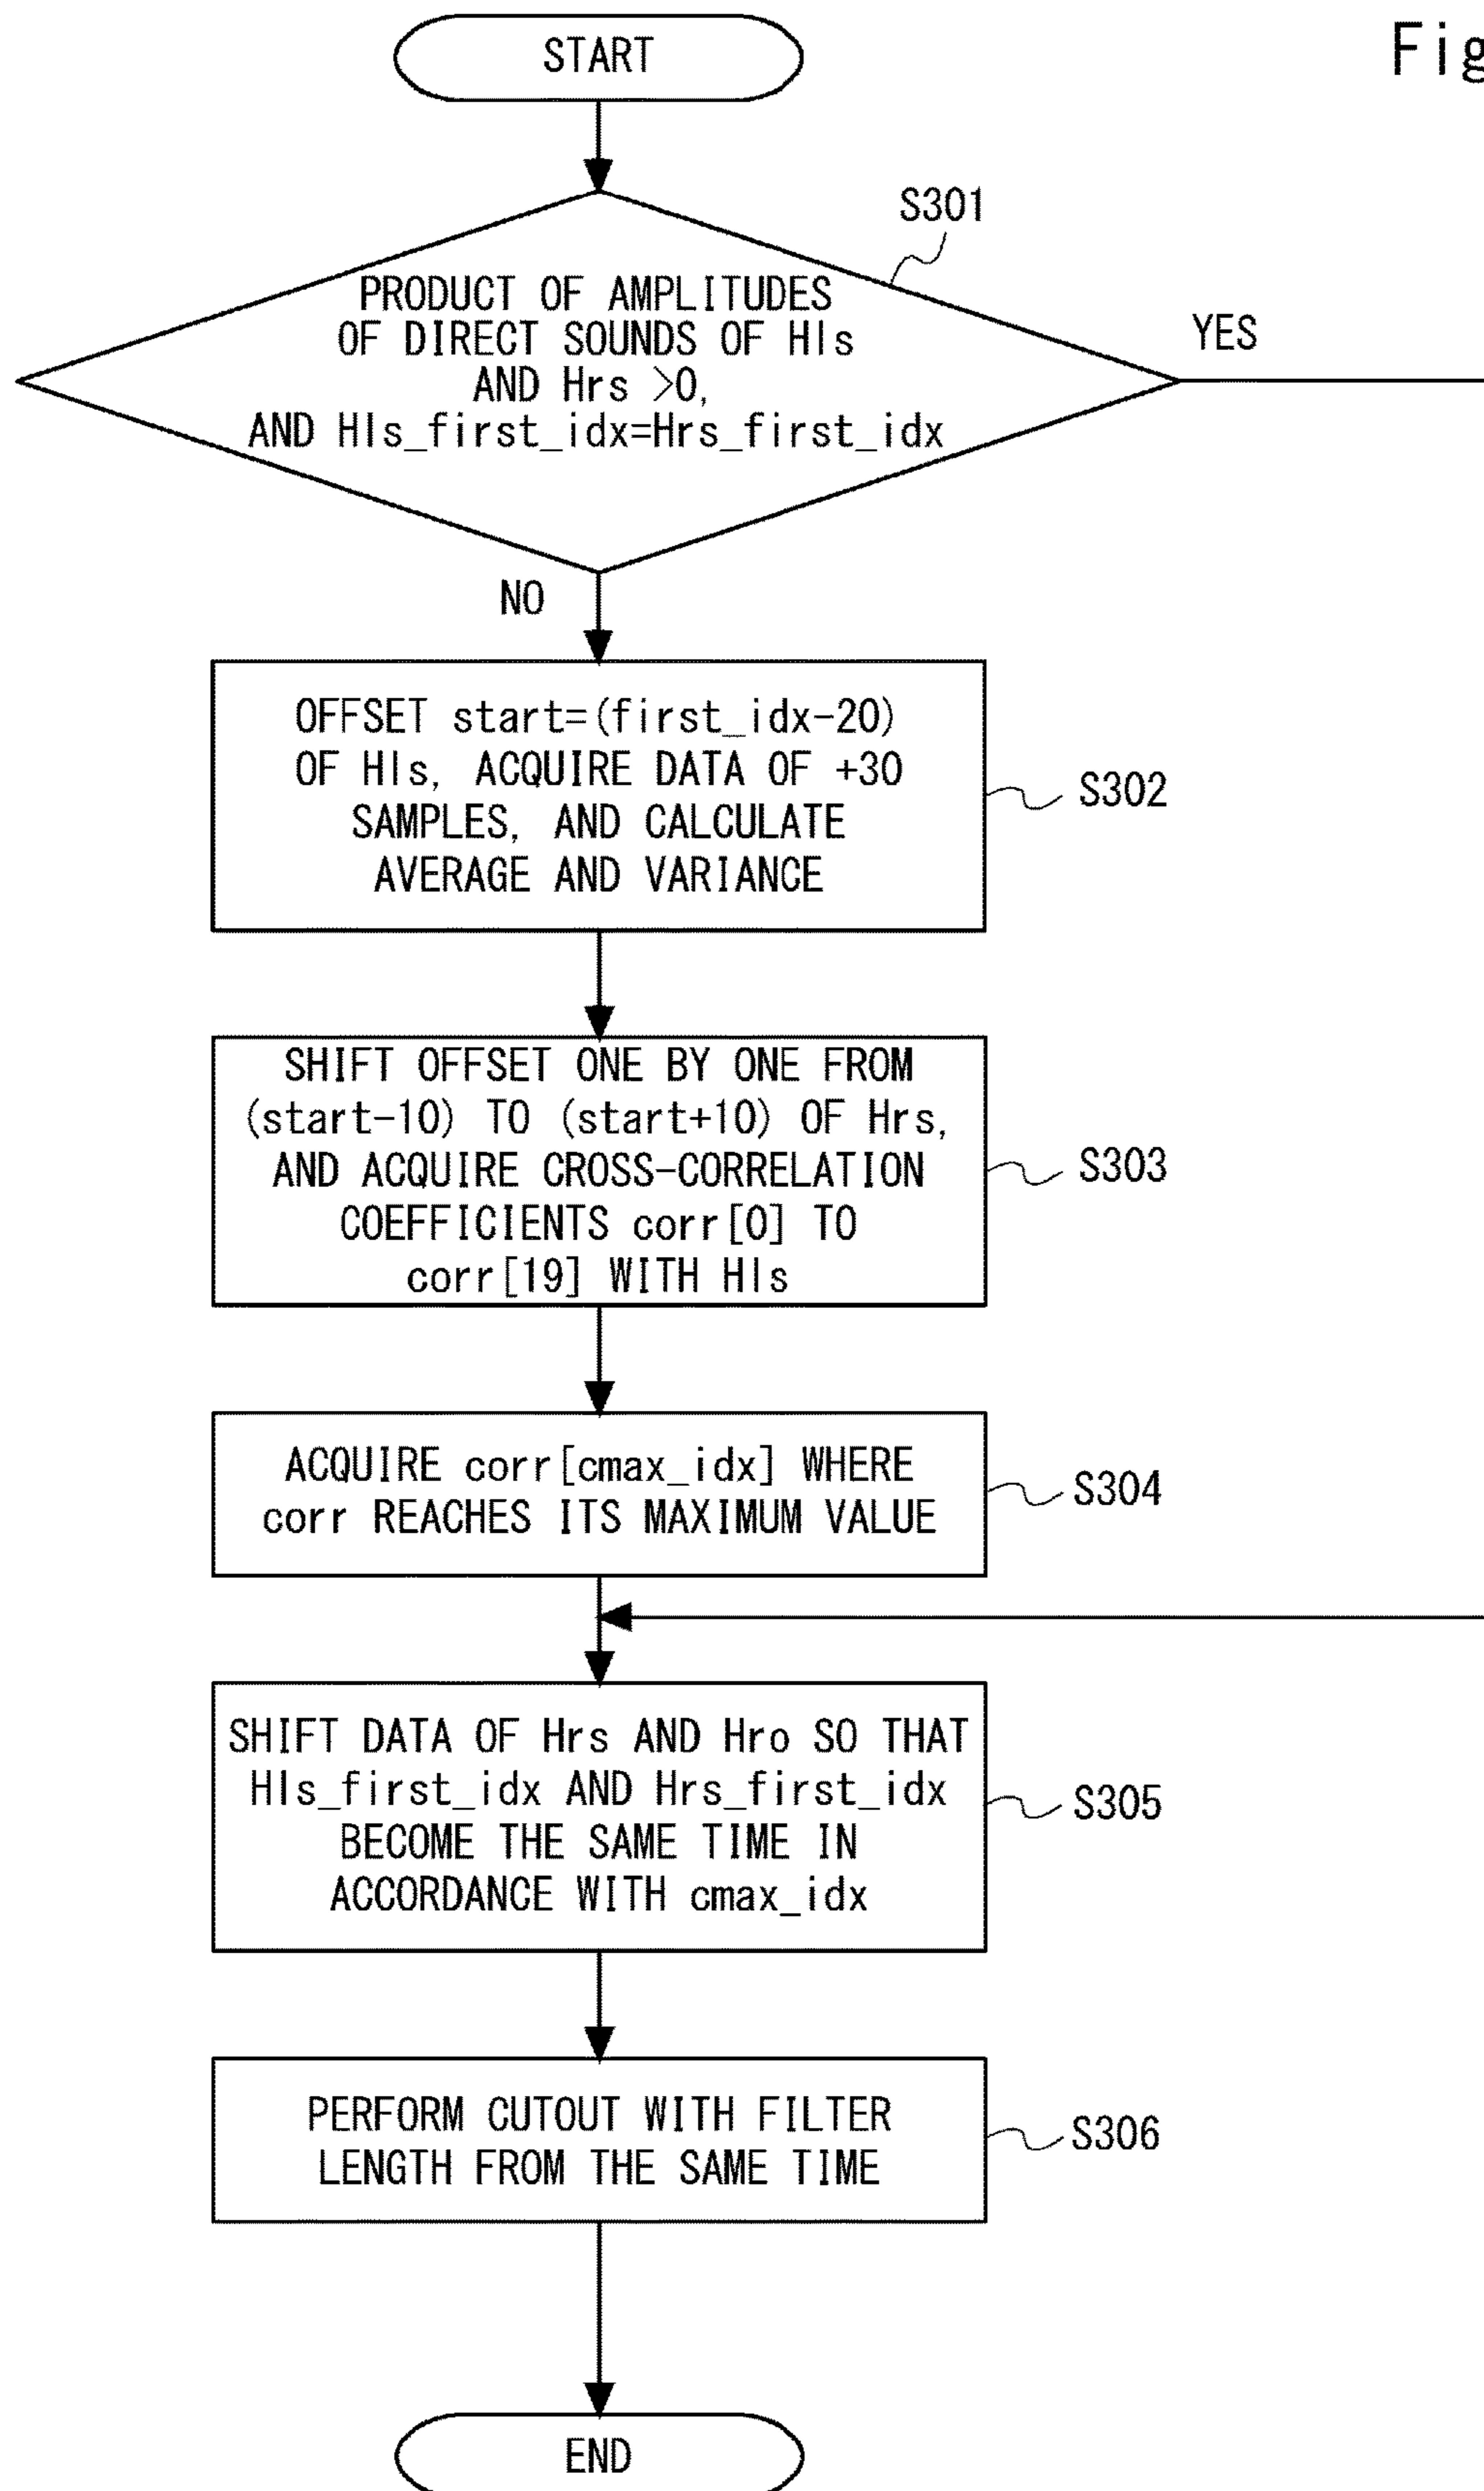 Fig
START
S301
PRODUCT OF AMPLITUDES
OF DIRECT SOUNDS OF Hls
AND Hrs >0,
AND Hls_first_idx=Hrs_first_idx
YES
NO
OFFSET start=(first_idx-20)
OF Hls, ACQUIRE DATA OF +30
SAMPLES, AND CALCULATE
AVERAGE AND VARIANCE
S302
SHIFT OFFSET ONE BY ONE FROM
(start-10) TO (start+10) OF Hrs,
AND ACQUIRE CROSS-CORRELATION
COEFFICIENTS corr[0] TO
corr[19] WITH Hls
S303
ACQUIRE corr[cmax_idx] WHERE
corr REACHES ITS MAXIMUM VALUE
S304
SHIFT DATA OF Hrs AND Hro SO THAT
Hls_first_idx AND Hrs_first_idx
BECOME THE SAME TIME IN
ACCORDANCE WITH cmax_idx
S305
PERFORM CUTOUT WITH FILTER
LENGTH FROM THE SAME TIME
S306
END